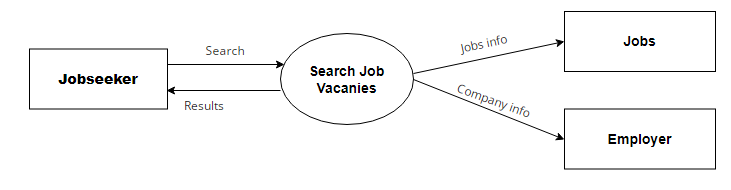 Jobseeker
Search
Results
Search Job
Vacanies
Jobs info
Company info
Jobs
Employer